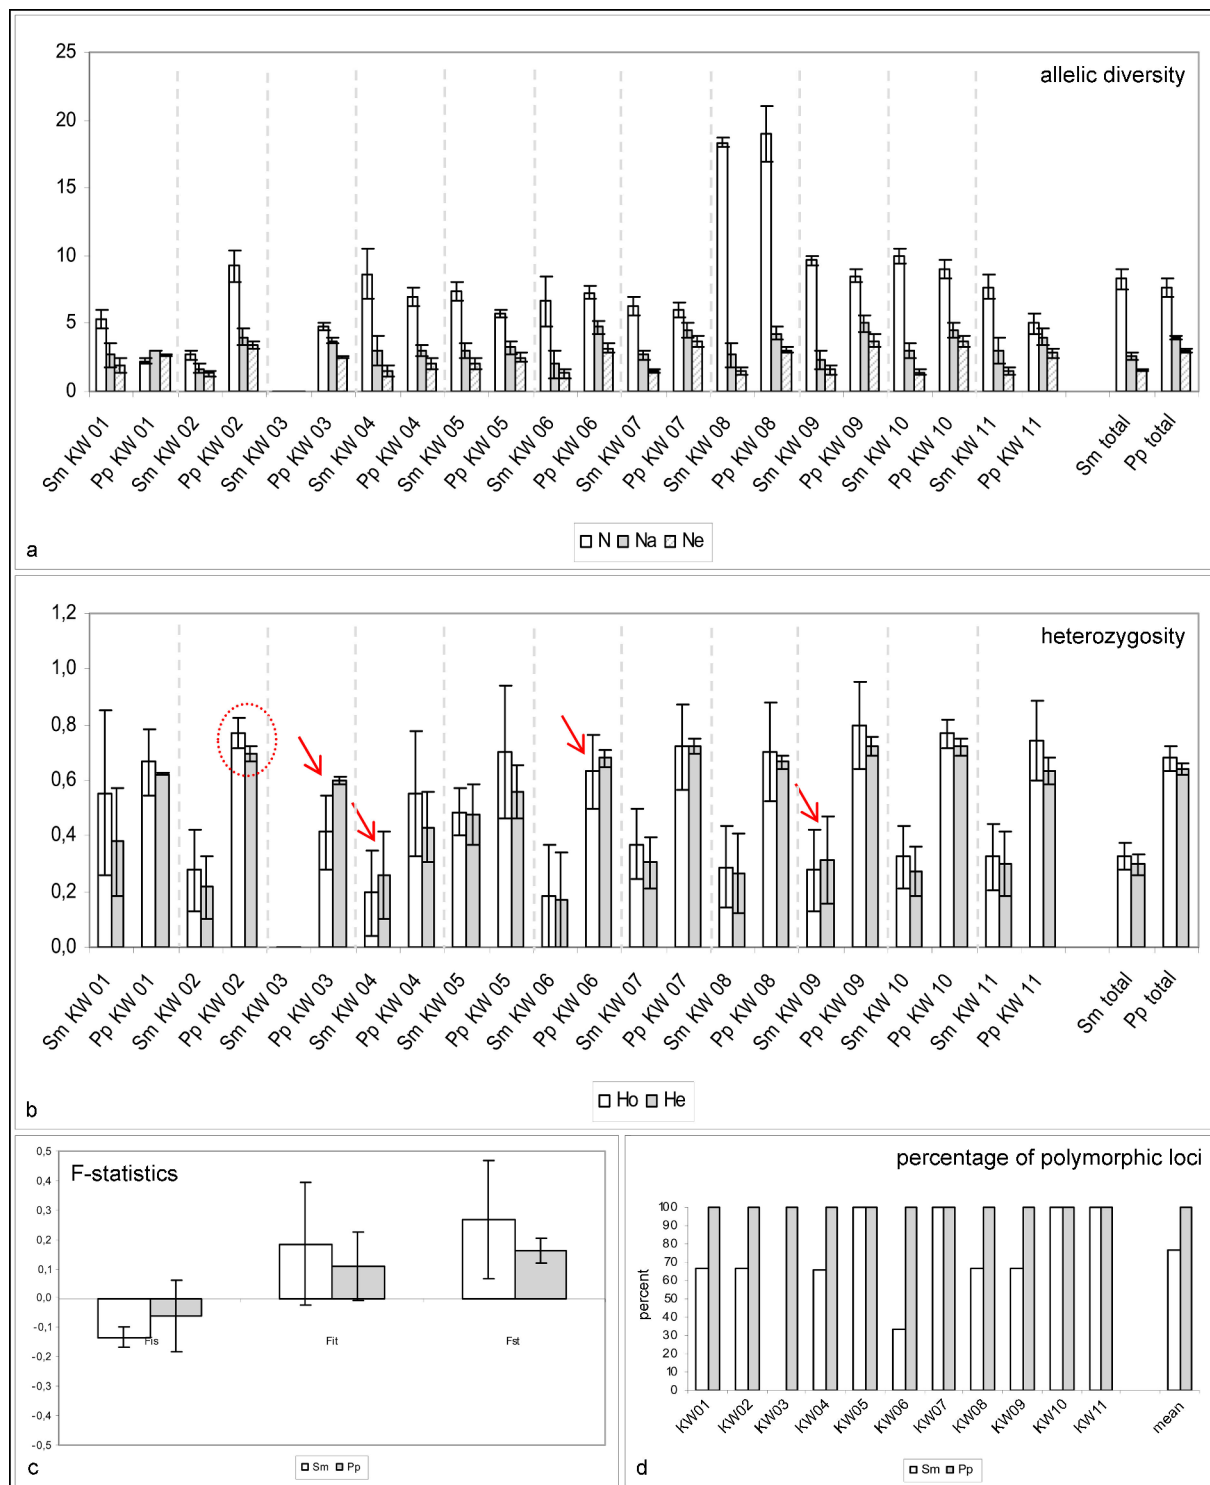 allelic diversity
25
20
15
10
5
0
Sm KW 01 Pp KW 01 Sm KW 02 Pp KW 02 Sm KW 03 Pp KW 03 Sm KW 04 Pp KW 04 Sm KW 05 Pp KW 05 Sm KW 06 Pp KW 06 Sm KW 07 Pp KW 07 Sm KW 08 Pp KW 08 Sm KW 09 Pp KW 09 Sm KW 10 Pp KW 10 Sm KW 11 Pp KW 11 Sm total Pp total
N Na Ne
a
heterozygosity
1,2
1,0
0,8
0,6
0,4
0,2
0,0
Sm KW 01 Pp KW 01 Sm KW 02 Pp KW 02 Sm KW 03 Pp KW 03 Sm KW 04 Pp KW 04 Sm KW 05 Pp KW 05 Sm KW 06 Pp KW 06 Sm KW 07 Pp KW 07 Sm KW 08 Pp KW 08 Sm KW 09 Pp KW 09 Sm KW 10 Pp KW 10 Sm KW 11 Pp KW 11 Sm total Pp total
Ho He
b
F-statistics
0,5
0,4
0,3
0,2
0,1
0,0
-0,1
-0,2
-0,3
-0,4
-0,5
Fis Fit Fst
Sm Pp
c
percentage of polymorphic loci
percent
100
90
80
70
60
50
40
30
20
10
0
KW01 KW02 KW03 KW04 KW05 KW06 KW07 KW08 KW09 KW10 KW11 mean
Sm Pp
d